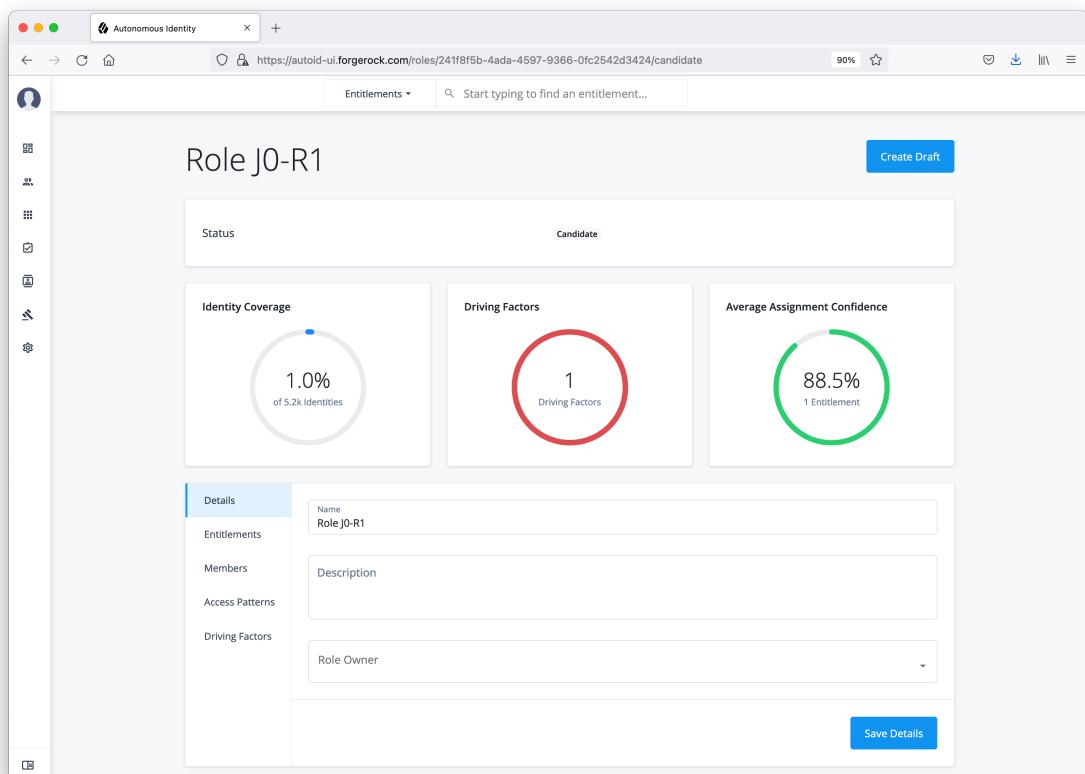 Autonomous Identity
https://autoid-ui.forgerock.com/roles/241f8f5b-4ada-4597-9366-0fc2542d3424/candidate
90%
Entitlements
Start typing to find an entitlement...
Role J0-R1
Create Draft
Status
Candidate
Identity Coverage
1.0%
of 5.2k Identities
Driving Factors
1
Driving Factors
Average Assignment Confidence
88.5%
1 Entitlement
Details
Entitlements
Members
Access Patterns
Driving Factors
Name
Role J0-R1
Description
Role Owner
Save Details